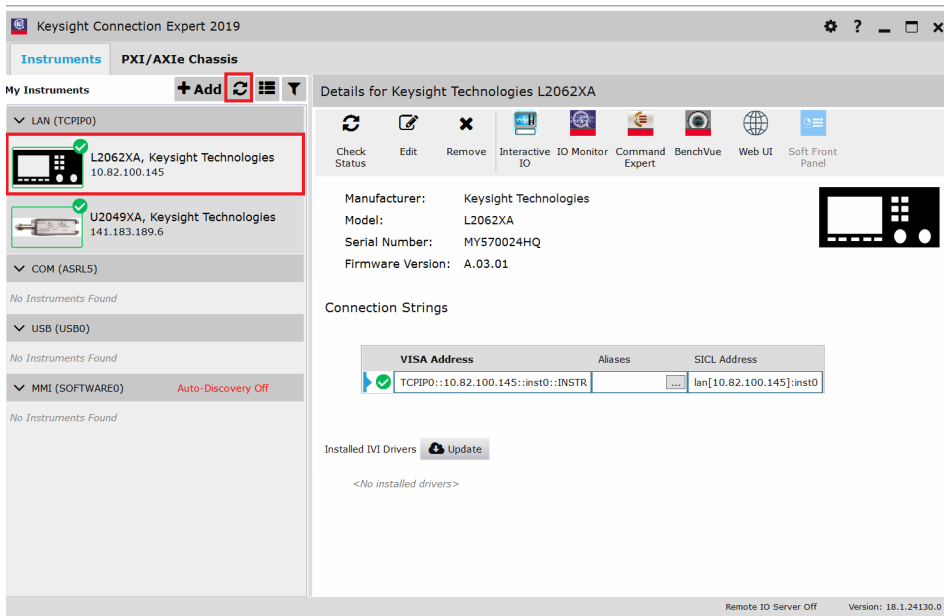 Keysight Connection Expert 2019
Instruments PXI/AXIe Chassis
My Instruments
Add
LAN (TCPIP0)
L2062XA, Keysight Technologies
10.82.100.145
U2049XA, Keysight Technologies
141.183.189.6
COM (ASRL5)
No Instruments Found
USB (USB0)
No Instruments Found
MMI (SOFTWARE0) Auto-Discovery Off
No Instruments Found
Details for Keysight Technologies L2062XA
Check Status
Edit
Remove
Interactive IO
IO Monitor
Command Expert
BenchVue
Web UI
Soft Front Panel
Manufacturer: Keysight Technologies
Model: L2062XA
Serial Number: MY570024HQ
Firmware Version: A.03.01
Connection Strings
VISA Address Aliases SICL Address
TCPIP0::10.82.100.145::inst0::INSTR ... lan[10.82.100.145]:inst0
Installed IVI Drivers Update
<No installed drivers>
Remote IO Server Off Version: 18.1.24130.0